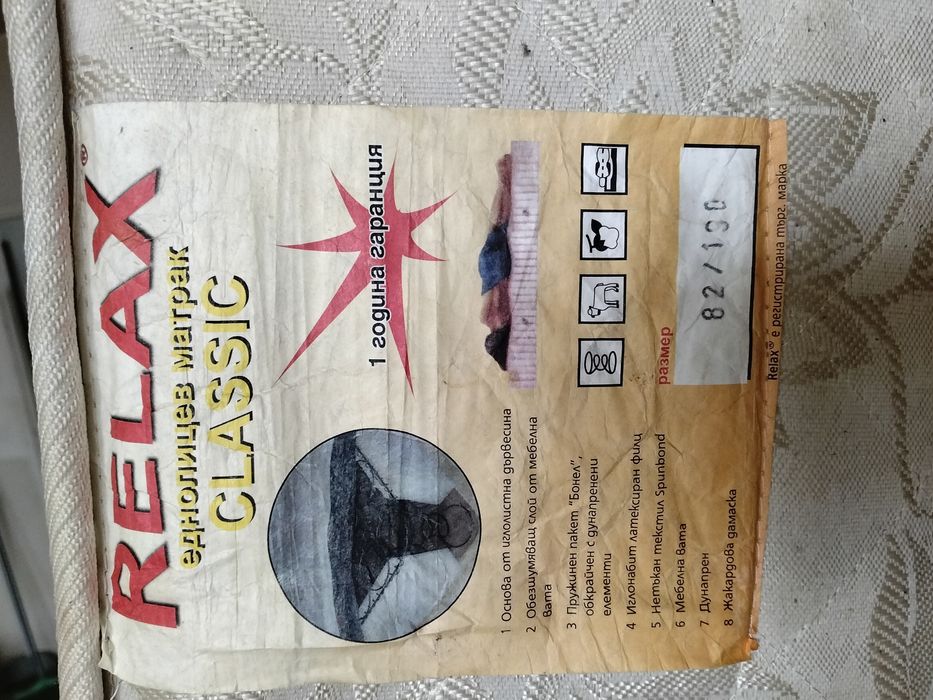 RELAX®
еднолицев матрак
CLASSIC
1 година гаранция
1 Основа от иглолистна дървесина
2 Обезшумяващ слой от мебелна
вата
3 Пружинен пакет "Бонел",
обкрайчен с дунапренени
елементи
4 Иглонабит латексиран филц
5 Нетъкан текстил Spunbond
6 Мебелна вата
7 Дунапрен
8 Жакардова дамаска
размер
82/190
Relax® е регистрирана търг. марка